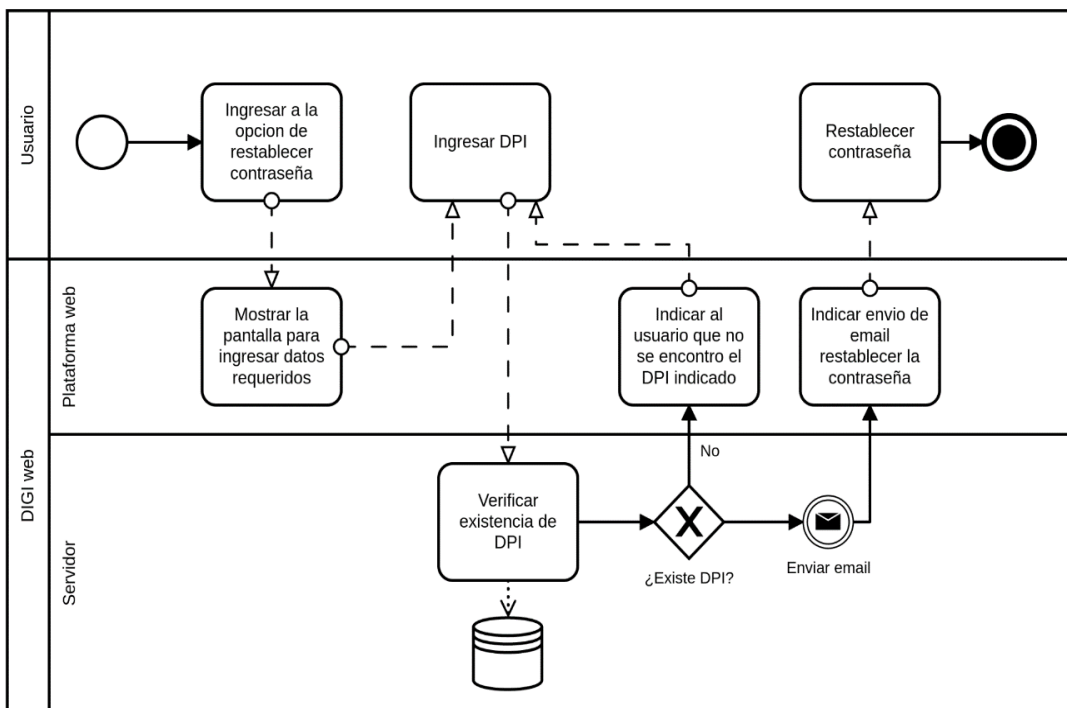 Usuario
Ingresar a la
opcion de
restablecer
contraseña
Ingresar DPI
Restablecer
contraseña
DIGI web
Plataforma web
Mostrar la
pantalla para
ingresar datos
requeridos
Indicar al
usuario que no
se encontro el
DPI indicado
Indicar envio de
email
restablecer la
contraseña
Servidor
No
Verificar
existencia de
DPI
X
¿Existe DPI?
Enviar email